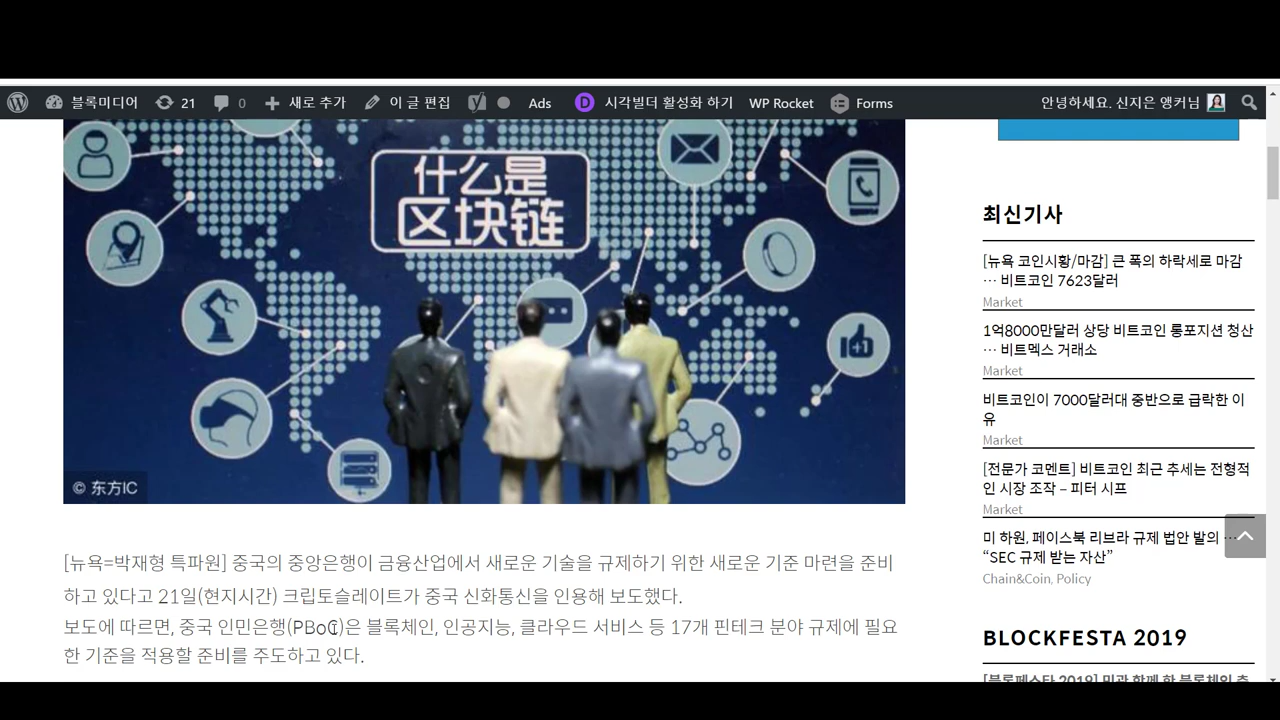 블록미디어 21 0 새로 추가 이 글 편집 Ads 시각빌더 활성화 하기 WP Rocket Forms 안녕하세요. 신지은 앵커님
什么是
区块链
+1
© 东方IC
[뉴욕=박재형 특파원] 중국의 중앙은행이 금융산업에서 새로운 기술을 규제하기 위한 새로운 기준 마련을 준비
하고 있다고 21일(현지시간) 크립토슬레이트가 중국 신화통신을 인용해 보도했다.
보도에 따르면, 중국 인민은행(PBoC)은 블록체인, 인공지능, 클라우드 서비스 등 17개 핀테크 분야 규제에 필요
한 기준을 적용할 준비를 주도하고 있다.
최신기사
[뉴욕 코인시황/마감] 큰 폭의 하락세로 마감
… 비트코인 7623달러
Market
1억8000만달러 상당 비트코인 롱포지션 청산
… 비트멕스 거래소
Market
비트코인이 7000달러대 중반으로 급락한 이
유
Market
[전문가 코멘트] 비트코인 최근 추세는 전형적
인 시장 조작 – 피터 시프
Market
미 하원, 페이스북 리브라 규제 법안 발의 …
“SEC 규제 받는 자산”
Chain&Coin, Policy
BLOCKFESTA 2019
[블록페스타 2019] 민관 함께 한 블록체인 축